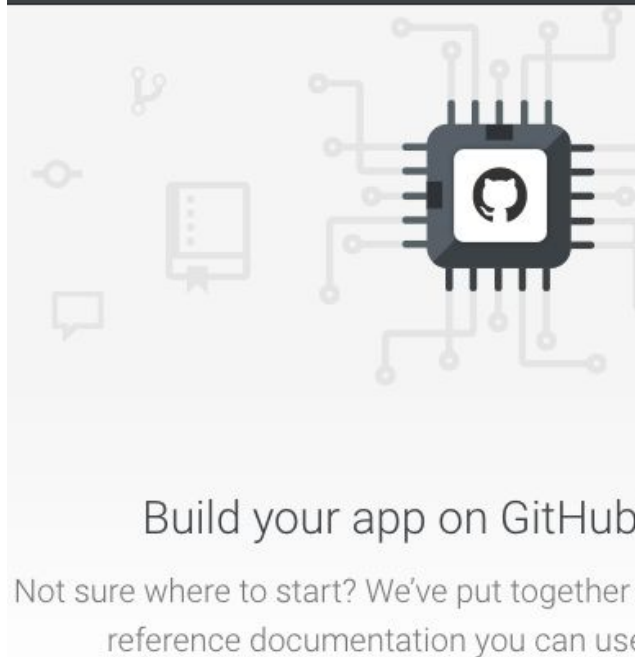 Build your app on GitHub
Not sure where to start? We’ve put together
reference documentation you can use